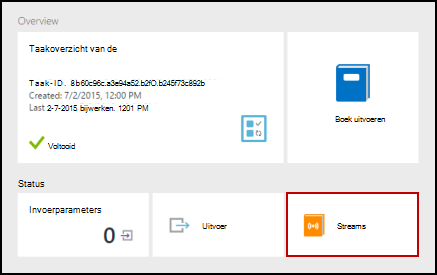 Overview
Taakoverzicht van de
Taak-ID. 8b60c96c.a3e94a52.b2f0.b245f73c892b
Created: 7/2/2015, 12:00 PM
Last 2-7-2015 bijwerken, 1201 PM
Voltooid
Boek uitvoeren
Status
Invoerparameters
0
Uitvoer
Streams